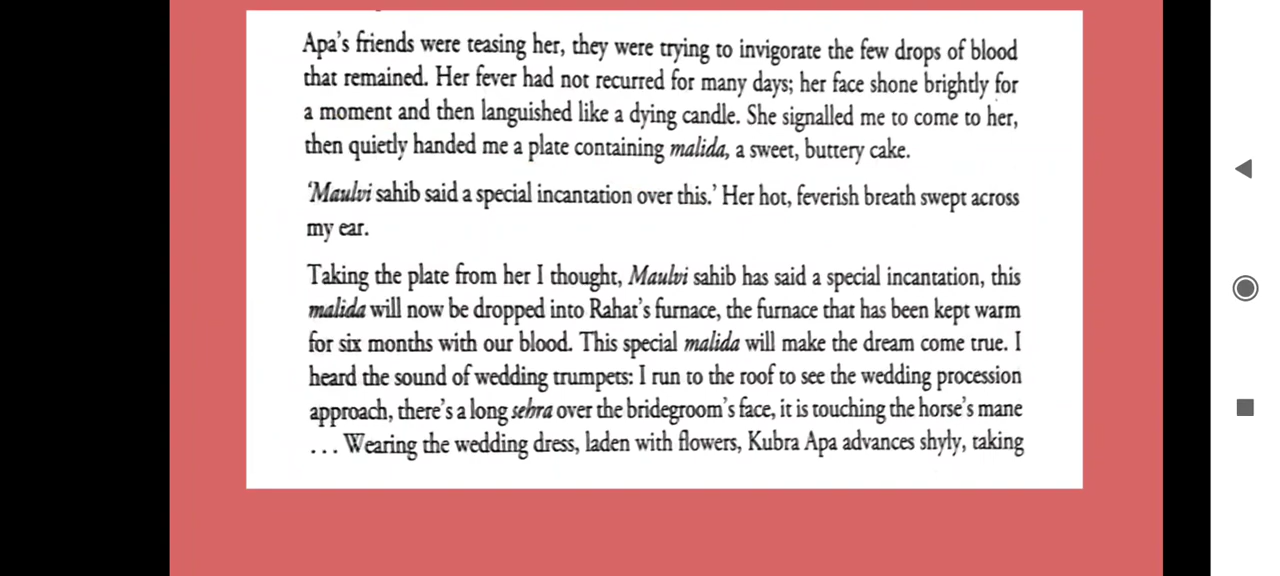 Apa's friends were teasing her, they were trying to invigorate the few drops of blood
that remained. Her fever had not recurred for many days; her face shone brightly for
a moment and then languished like a dying candle. She signalled me to come to her,
then quietly handed me a plate containing malida, a sweet, buttery cake.
'Maulvi sahib said a special incantation over this.' Her hot, feverish breath swept across
my ear.
Taking the plate from her I thought, Maulvi sahib has said a special incantation, this
malida will now be dropped into Rahat's furnace, the furnace that has been kept warm
for six months with our blood. This special malida will make the dream come true. I
heard the sound of wedding trumpets: I run to the roof to see the wedding procession
approach, there's a long sehra over the bridegroom's face, it is touching the horse's mane
... Wearing the wedding dress, laden with flowers, Kubra Apa advances shyly, taking